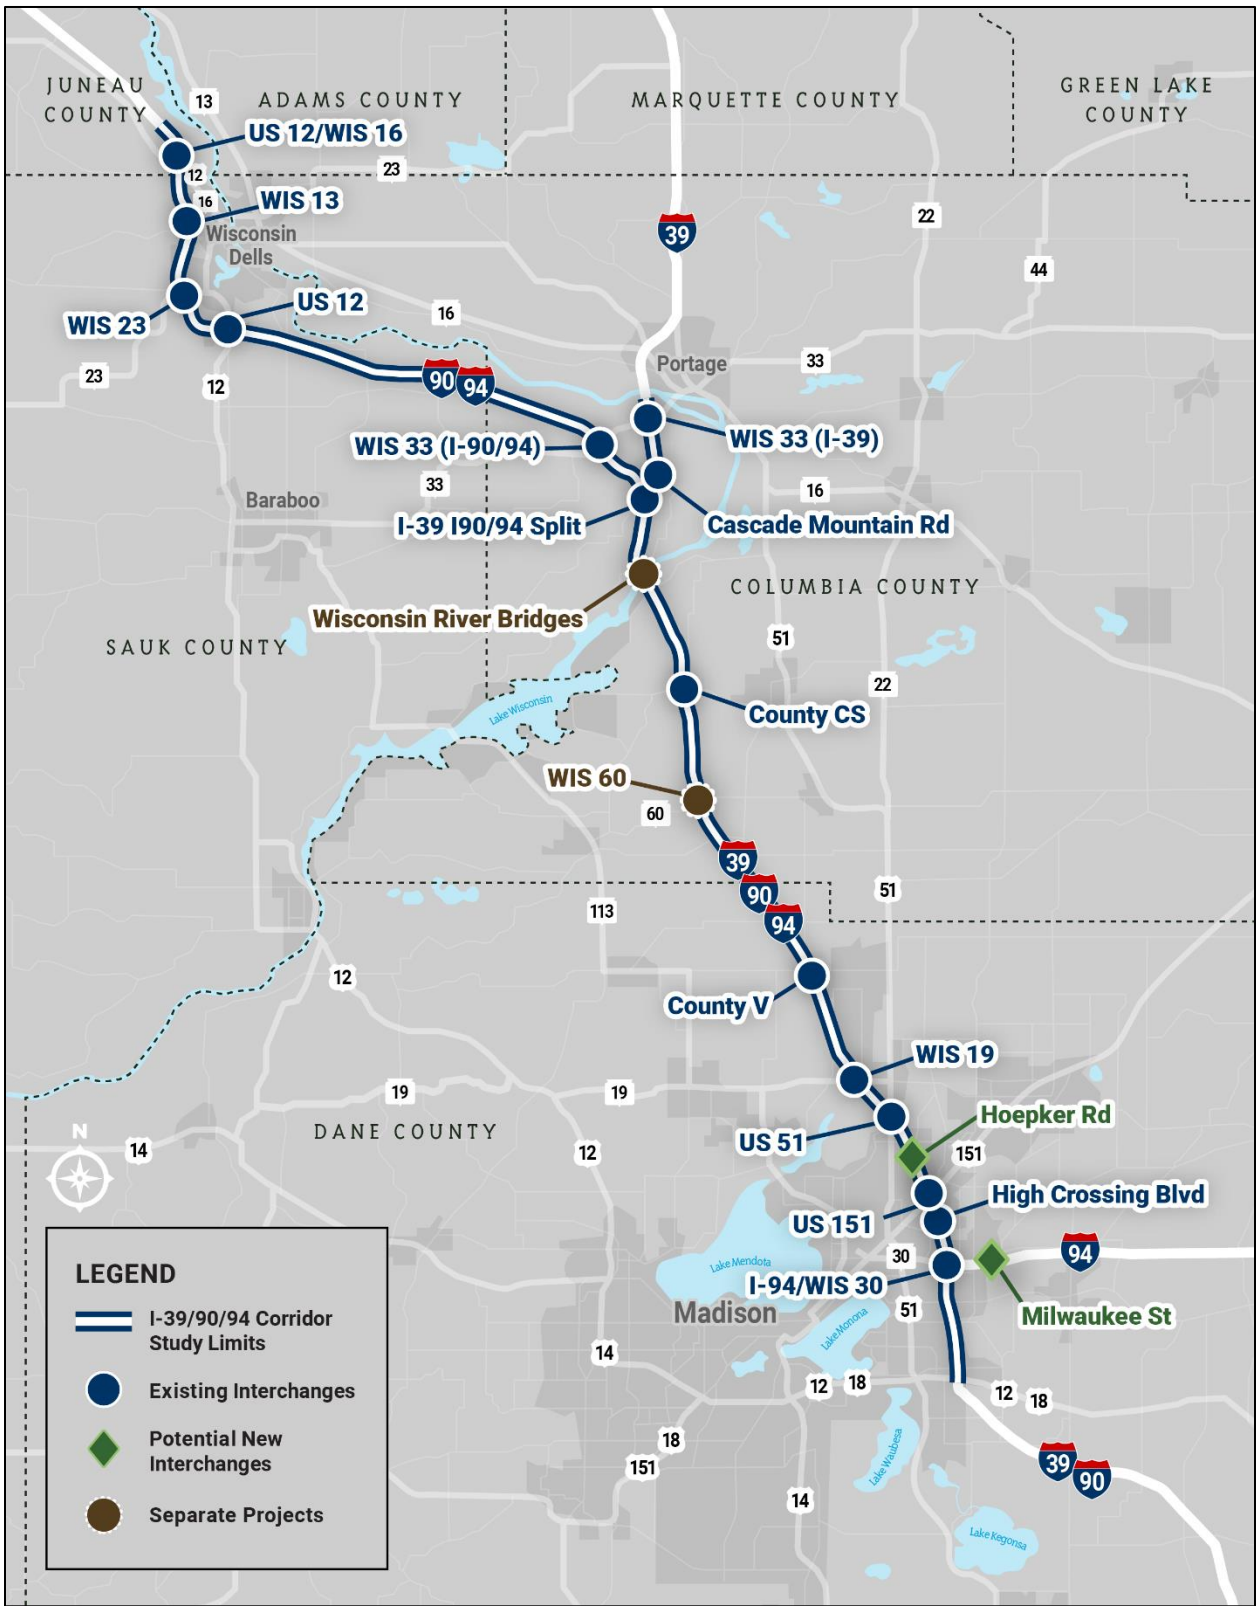 JUNEAU
COUNTY
13
ADAMS COUNTY
MARQUETTE COUNTY
GREEN LAKE
COUNTY
US 12/WIS 16
12
23
WIS 13
16
Wisconsin
Dells
39
22
44
US 12
WIS 23
16
33
Portage
23
12
90
94
WIS 33 (I-90/94)
WIS 33 (I-39)
33
16
Baraboo
I-39 I90/94 Split
Cascade Mountain Rd
COLUMBIA COUNTY
Wisconsin River Bridges
SAUK COUNTY
51
22
Lake Wisconsin
County CS
WIS 60
60
39
90
94
51
113
12
County V
WIS 19
19
19
Hoepker Rd
DANE COUNTY
US 51
14
12
151
High Crossing Blvd
US 151
30
94
Lake Mendota
I-94/WIS 30
Madison
51
Milwaukee St
Lake Monona
14
12
18
12
18
18
151
Lake Waubesa
39
90
14
Lake Kegonsa
N
LEGEND
I-39/90/94 Corridor
Study Limits
Existing Interchanges
Potential New
Interchanges
Separate Projects